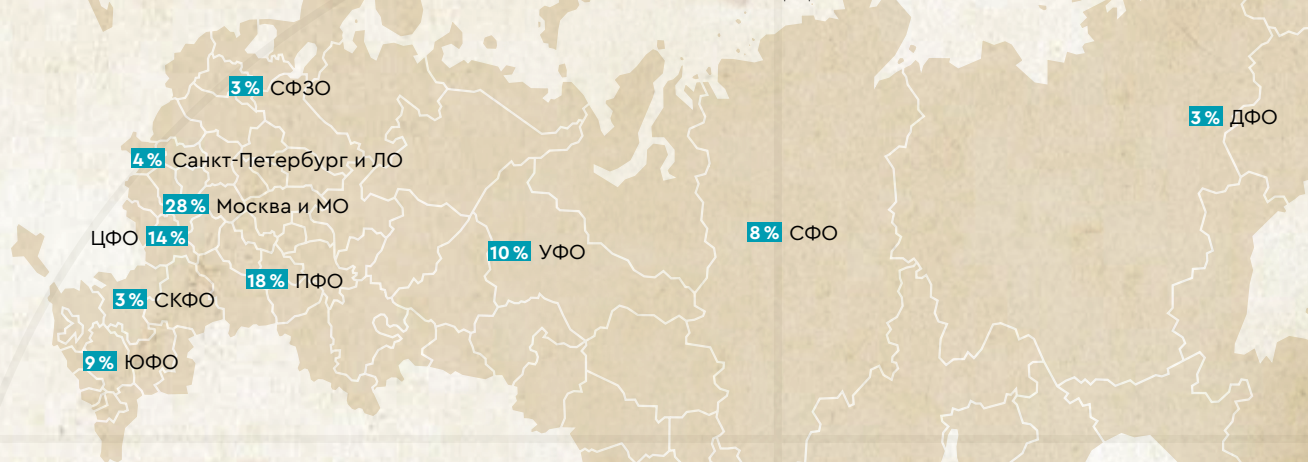 3 % СФЗО
3 % ДФО
4 % Санкт-Петербург и ЛО
28 % Москва и МО
ЦФО 14 %
8 % СФО
10 % УФО
18 % ПФО
3 % СКФО
9 % ЮФО